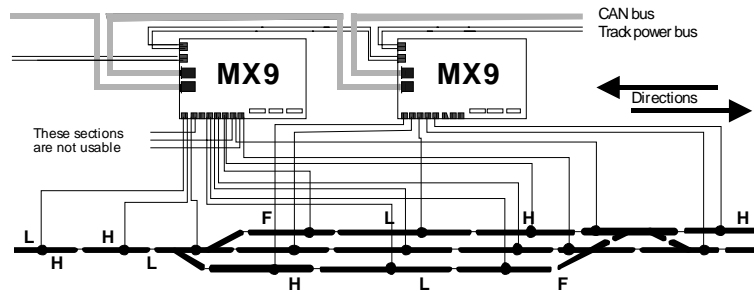 CAN bus
Track power bus
MX9
MX9
Directions
These sections
are not usable
F L H H
L H
H L
H L F